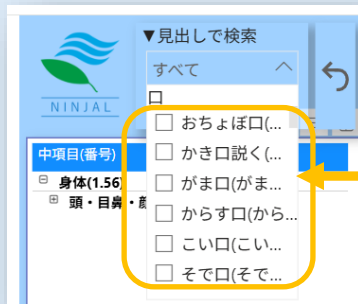 ▼見出しで検索
すべて
口
NINJAL
おちょぼ口(...
かき口説く(...
がま口(がま...
からす口(から...
こい口(こい...
そで口(そで...
中項目(番号)
身体(1.56)
頭・目鼻・顔